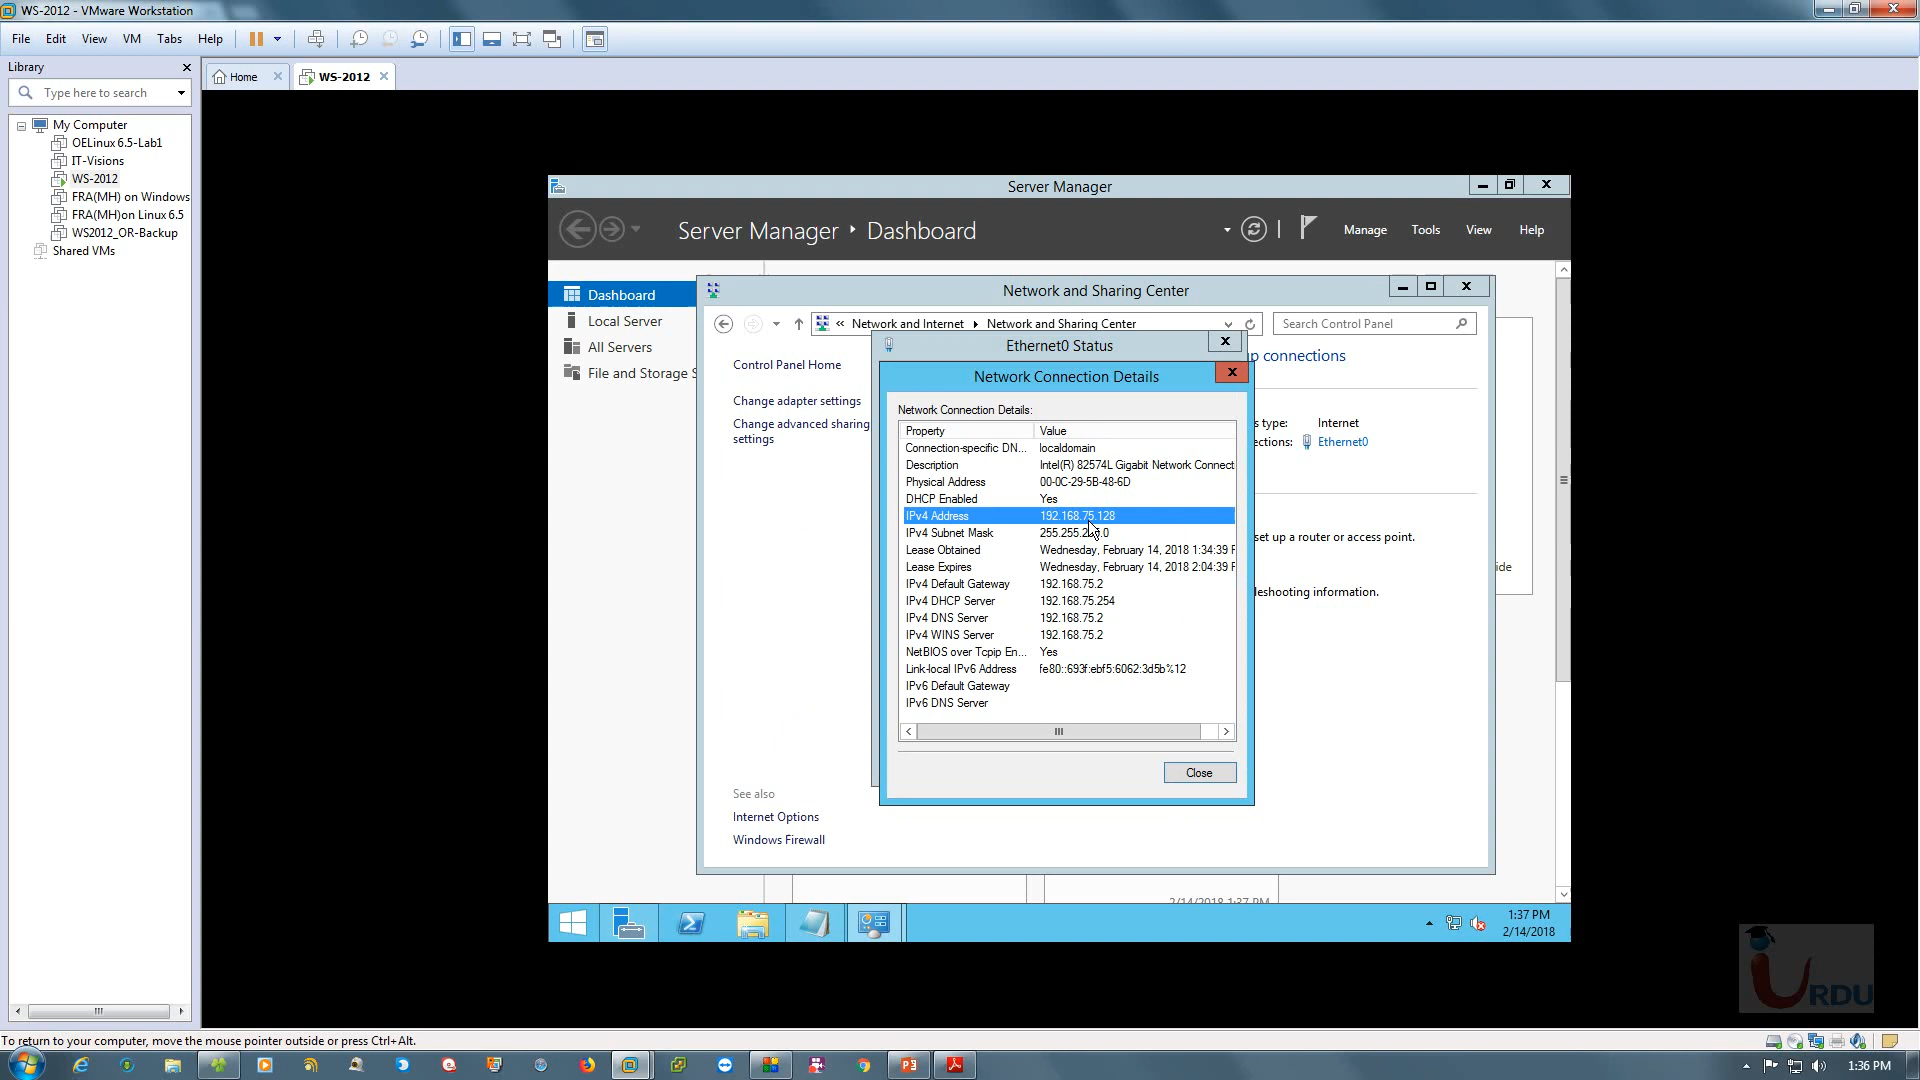 WS-2012 - VMware Workstation
File Edit View VM Tabs Help
Library
Home
WS-2012
Type here to search
My Computer
OELinux 6.5-Lab1
IT-Visions
WS-2012
FRA(MH) on Windows
FRA(MH)on Linux 6.5
WS2012_OR-Backup
Shared VMs
Server Manager
Server Manager Dashboard
Manage Tools View Help
Dashboard
Local Server
All Servers
File and Storage S
Network and Sharing Center
« Network and Internet Network and Sharing Center
Search Control Panel
Control Panel Home
Change adapter settings
Change advanced sharing
settings
See also
Internet Options
Windows Firewall
p connections
s type: Internet
ections: Ethernet0
set up a router or access point.
leshooting information.
ide
Ethernet0 Status
Network Connection Details
Network Connection Details:
Property Value
Connection-specific DN... localdomain
Description Intel(R) 82574L Gigabit Network Connect
Physical Address 00-0C-29-5B-48-6D
DHCP Enabled Yes
IPv4 Address 192.168.75.128
IPv4 Subnet Mask 255.255.255.0
Lease Obtained Wednesday, February 14, 2018 1:34:39 P
Lease Expires Wednesday, February 14, 2018 2:04:39 P
IPv4 Default Gateway 192.168.75.2
IPv4 DHCP Server 192.168.75.254
IPv4 DNS Server 192.168.75.2
IPv4 WINS Server 192.168.75.2
NetBIOS over Tcpip En... Yes
Link-local IPv6 Address fe80::693f:ebf5:6062:3d5b%12
IPv6 Default Gateway
IPv6 DNS Server
Close
2/14/2018 1:37 PM
1:37 PM
2/14/2018
iURDU
To return to your computer, move the mouse pointer outside or press Ctrl+Alt.
1:36 PM